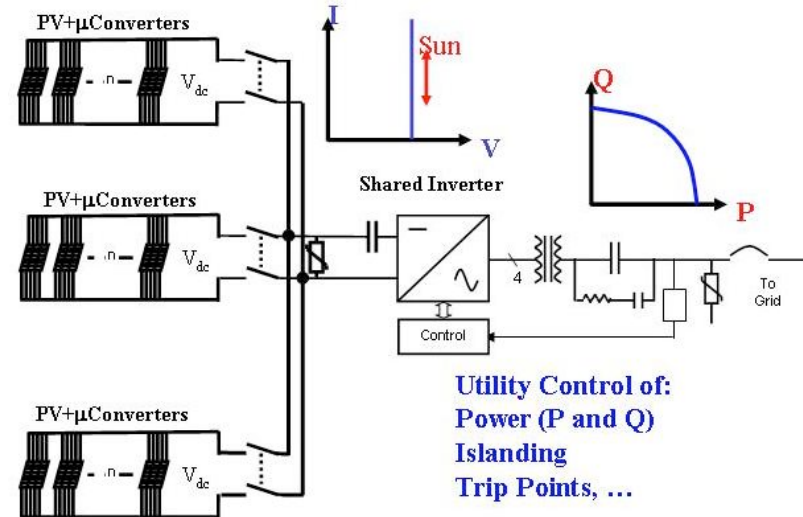 PV+μConverters
- .n -
Vdc
I
Sun
V
Q
P
PV+μConverters
- .n -
Vdc
Shared Inverter
4
To
Grid
Control
PV+μConverters
- .n -
Vdc
Utility Control of:
Power (P and Q)
Islanding
Trip Points, ...